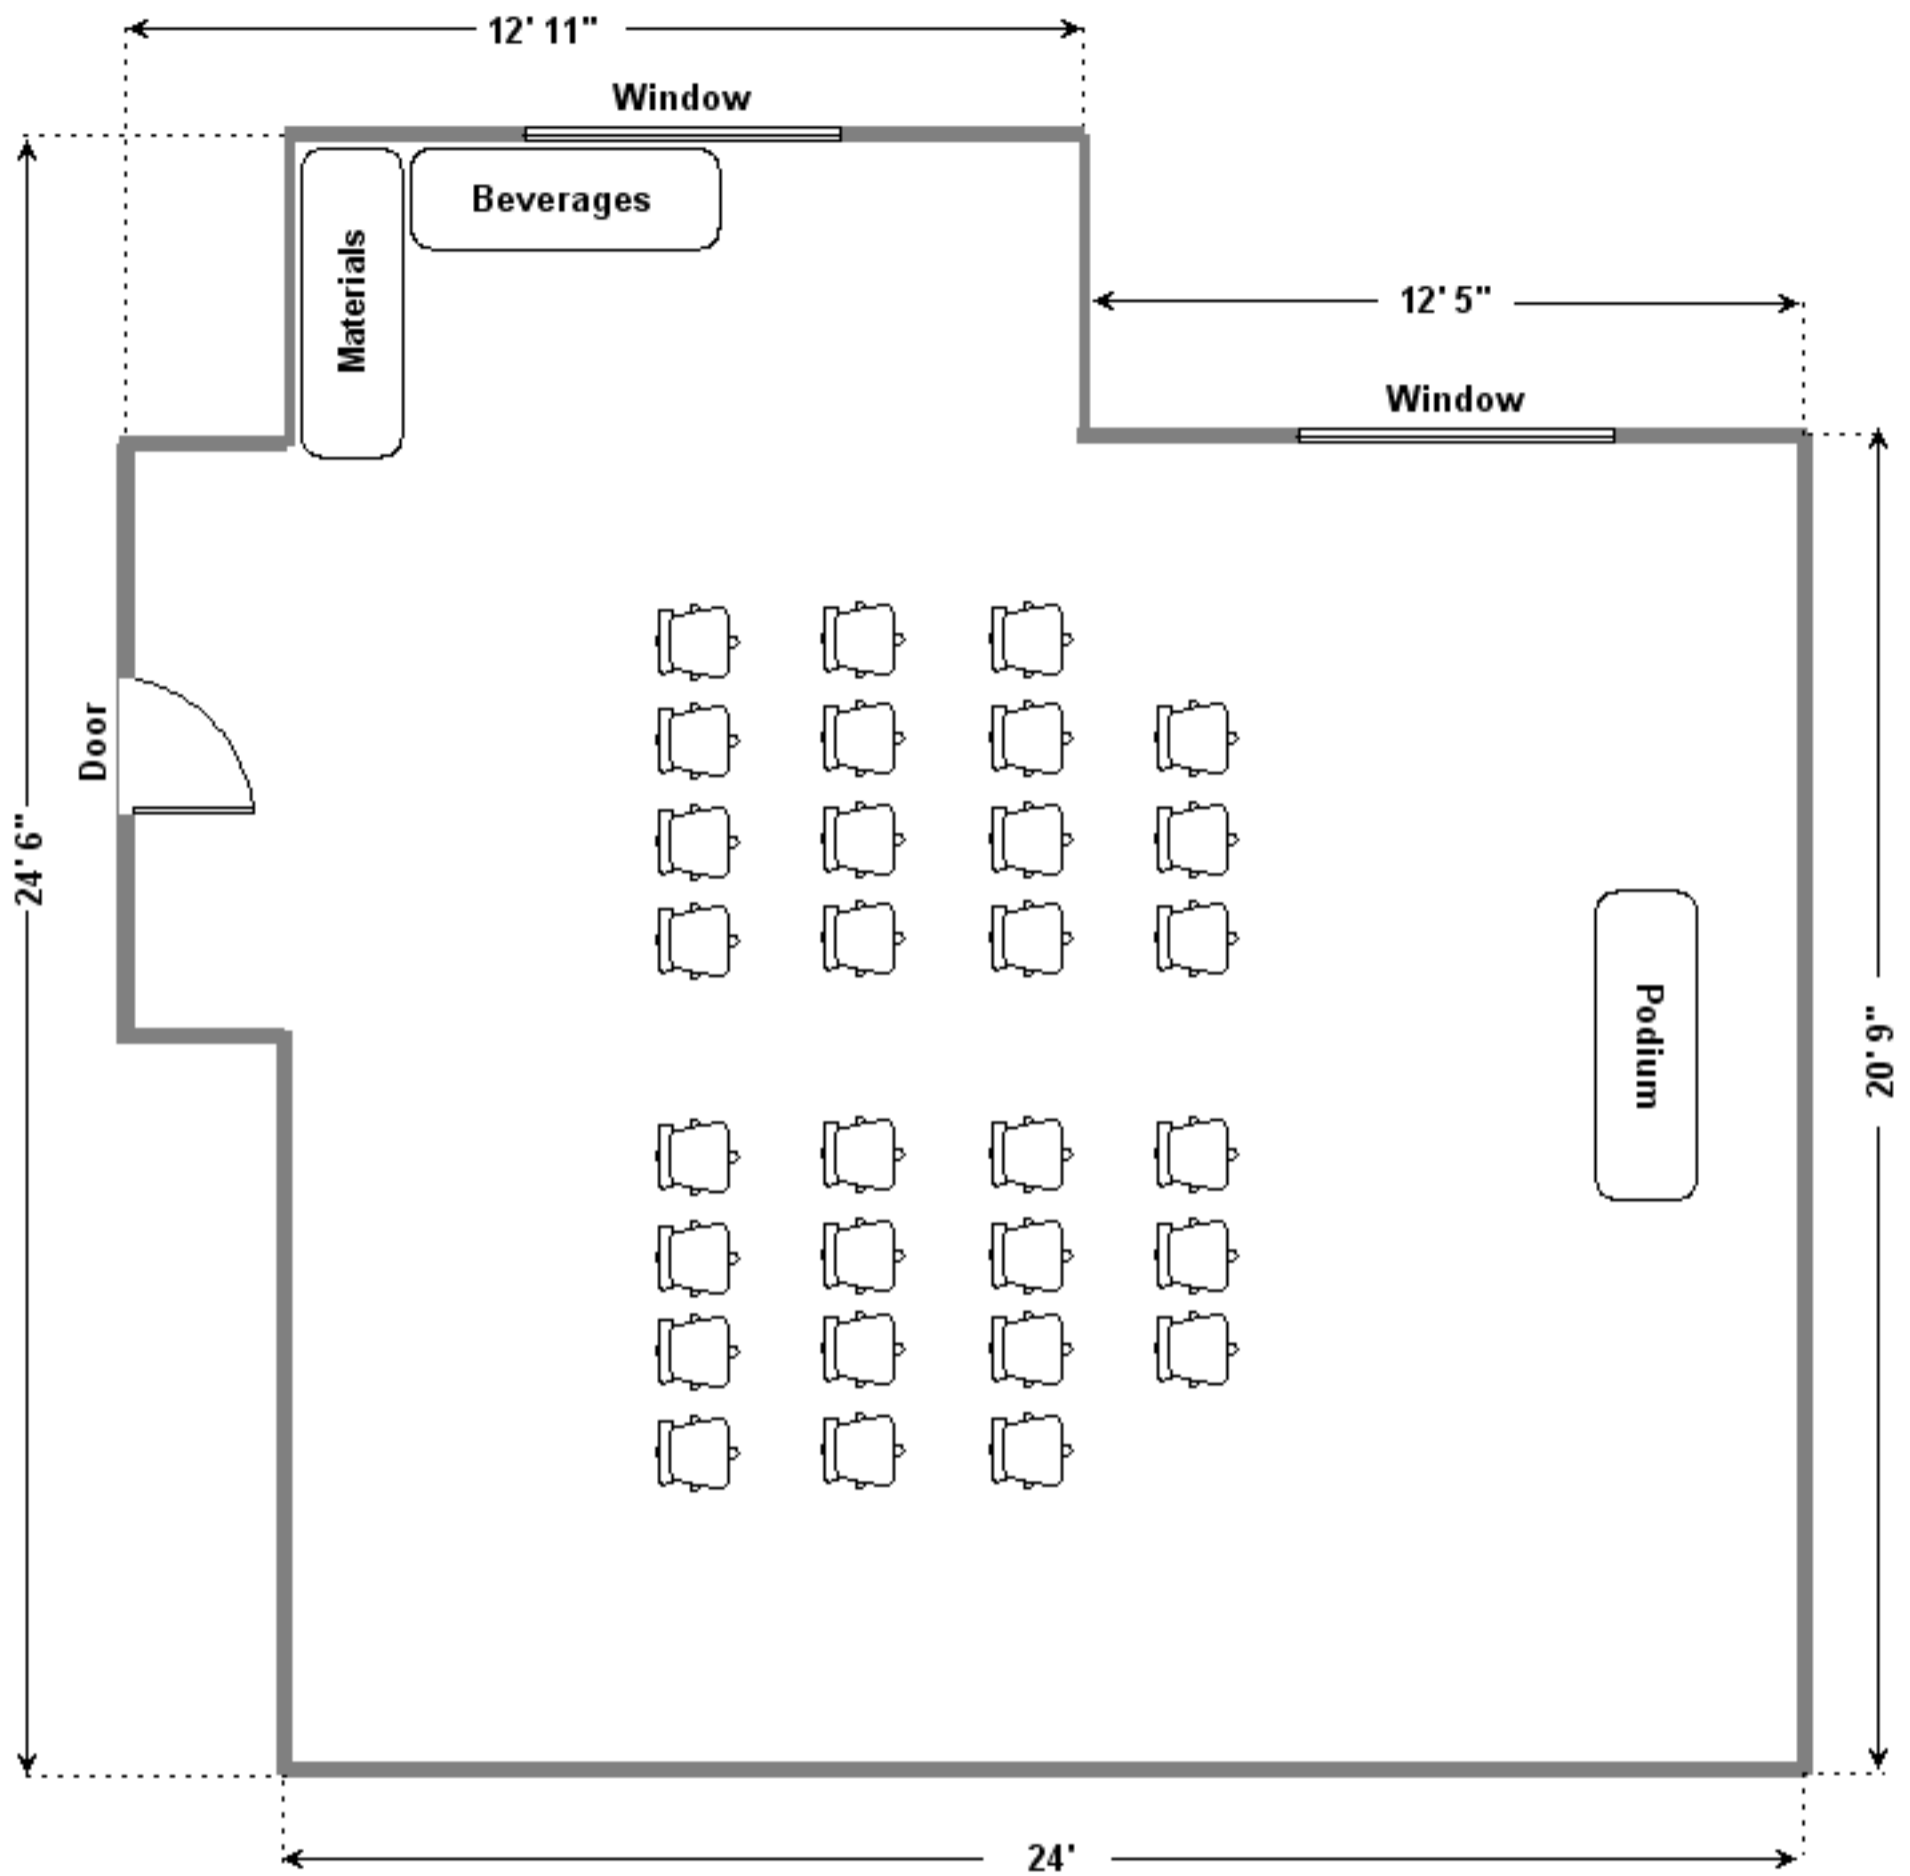 12' 11"
Window
Beverages
Materials
12' 5"
Window
Door
24' 6"
Podium
20' 9"
24'